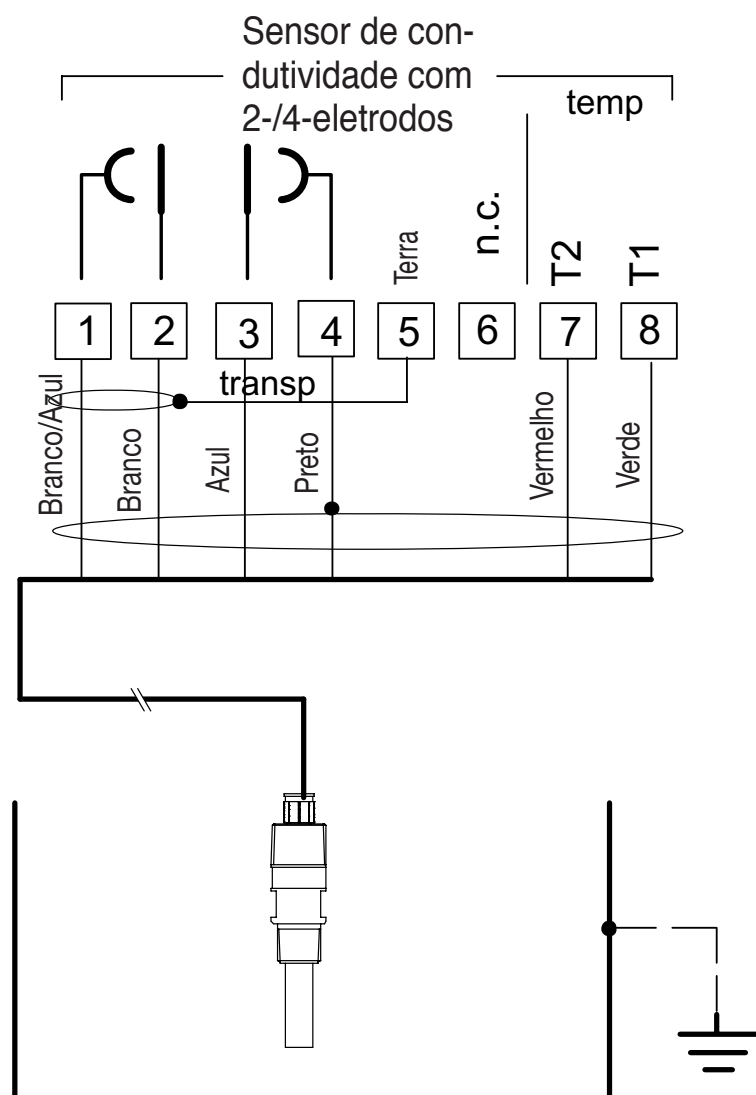 Sensor de con-
dutividade com
2-/4-eletrodos
temp
Terra
n.c.
T2
T1
1
2
3
4
5
6
7
8
transp
Branco/Azul
Branco
Azul
Preto
Vermelho
Verde